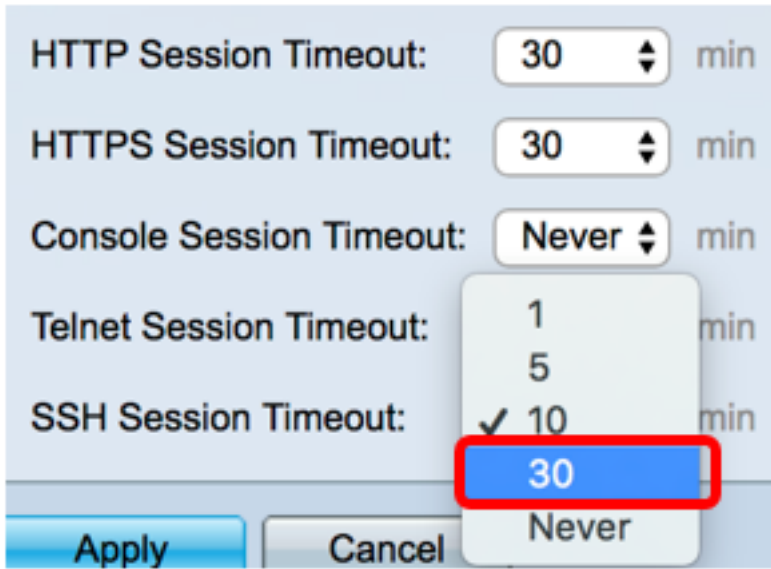 HTTP Session Timeout: 30 min
HTTPS Session Timeout: 30 min
Console Session Timeout: Never min
Telnet Session Timeout: min
1
5
SSH Session Timeout: min
✓ 10
30
Never
Apply Cancel